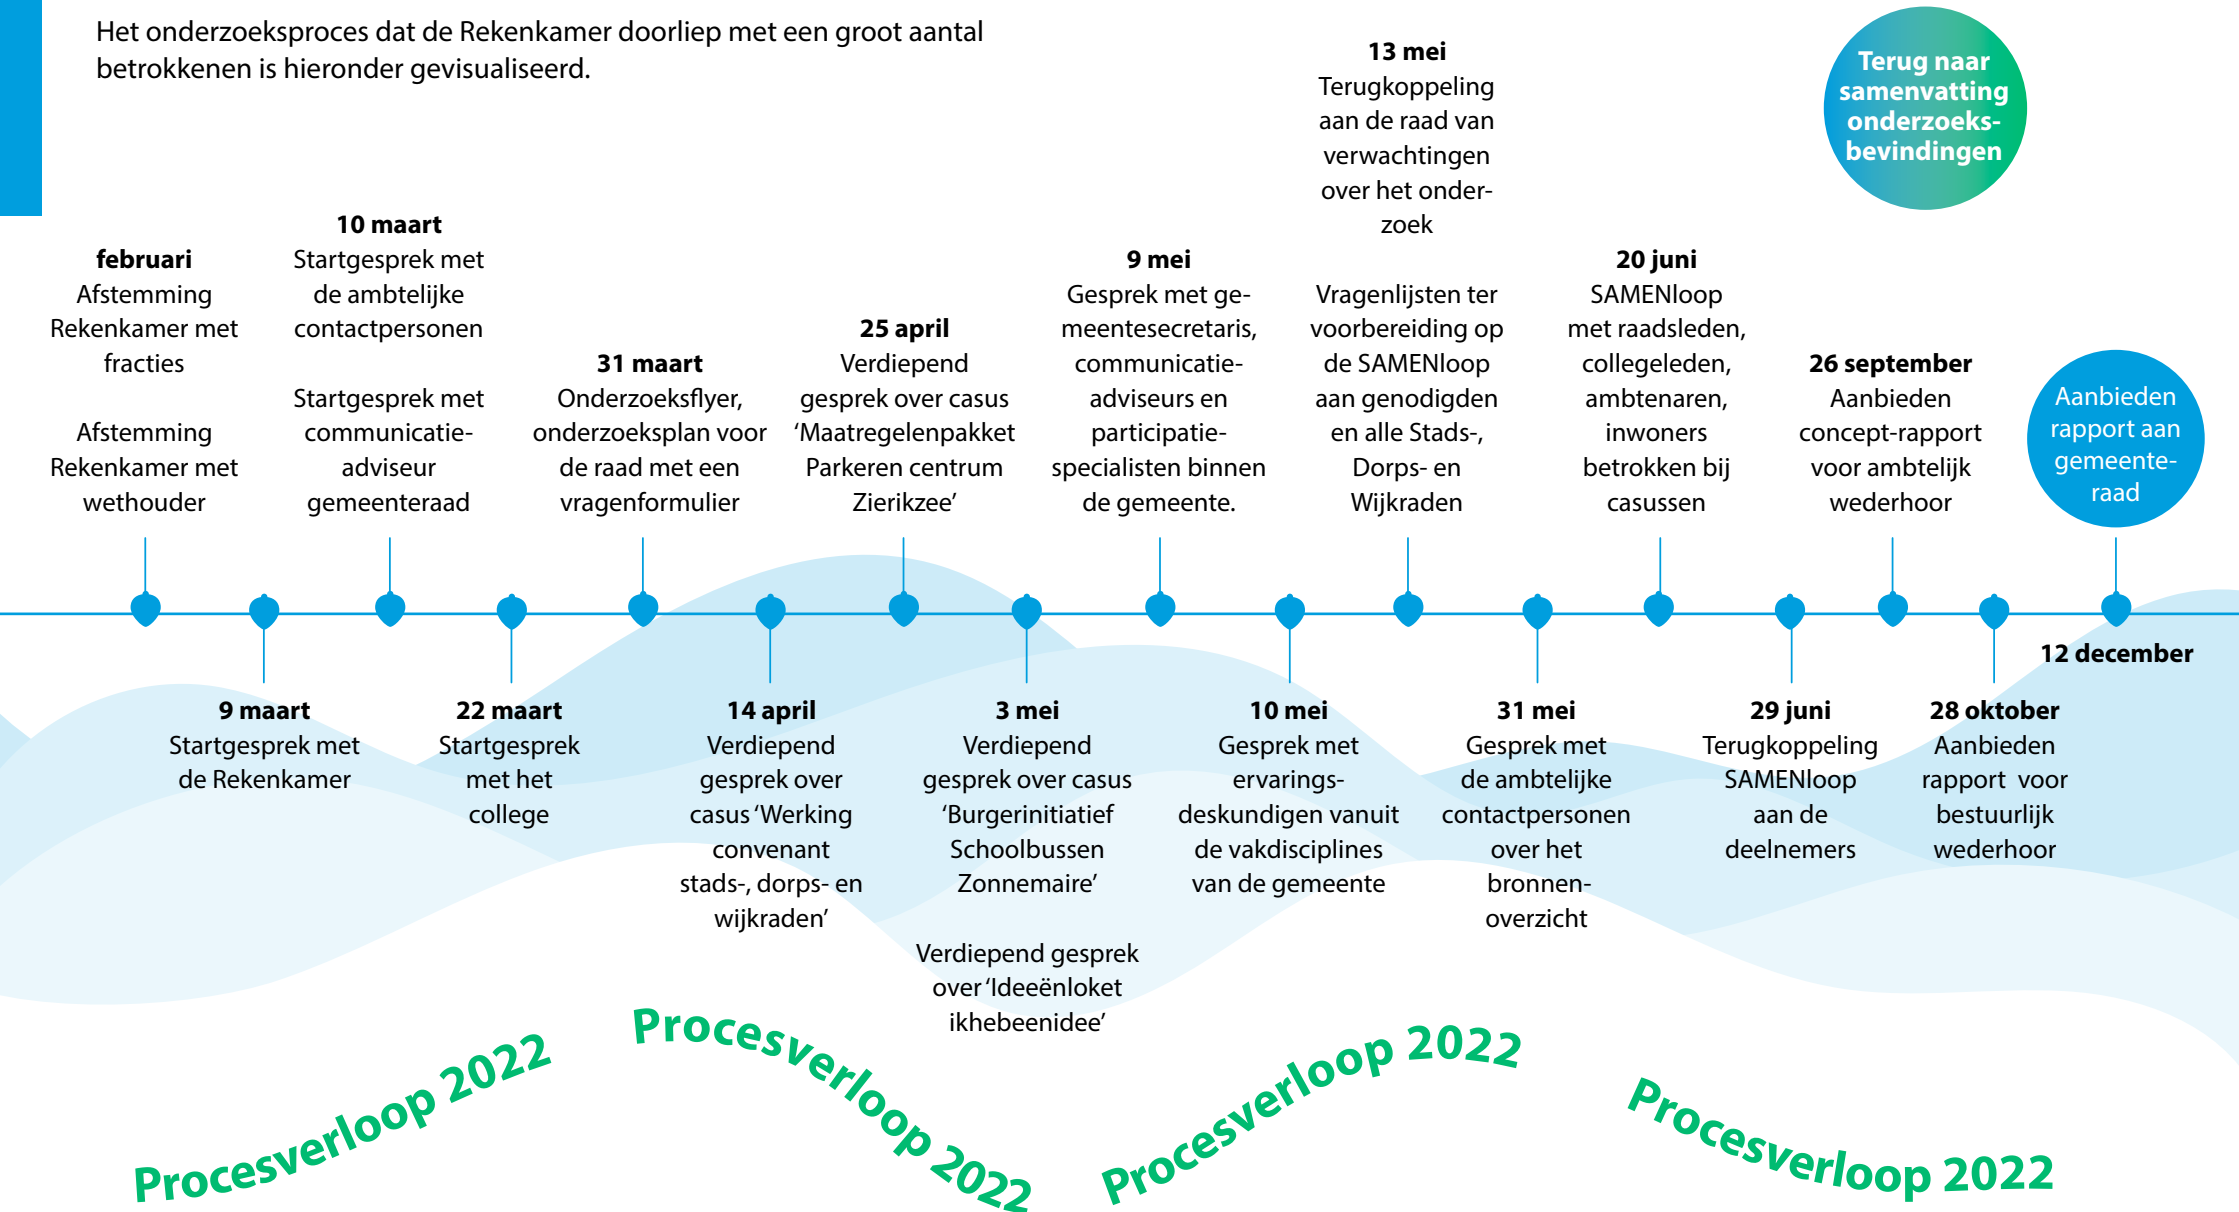 Het onderzoeksproces dat de Rekenkamer doorliep met een groot aantal
betrokkenen is hieronder gevisualiseerd.
Terug naar
samenvatting
onderzoeks-
bevindingen
februari
Afstemming
Rekenkamer met
fracties
Afstemming
Rekenkamer met
wethouder
9 maart
Startgesprek met
de Rekenkamer
10 maart
Startgesprek met
de ambtelijke
contactpersonen
Startgesprek met
communicatie-
adviseur
gemeenteraad
22 maart
Startgesprek
met het
college
31 maart
Onderzoeksflyer,
onderzoeksplan voor
de raad met een
vragenformulier
14 april
Verdiepend
gesprek over
casus ‘Werking
convenant
stads-, dorps- en
wijkraden’
25 april
Verdiepend
gesprek over casus
‘Maatregelenpakket
Parkeren centrum
Zierikzee’
3 mei
Verdiepend
gesprek over casus
‘Burgerinitiatief
Schoolbussen
Zonnemaire’
Verdiepend gesprek
over ‘Ideeënloket
ikhebeenidee’
9 mei
Gesprek met ge-
meentesecretaris,
communicatie-
adviseurs en
participatie-
specialisten binnen
de gemeente.
10 mei
Gesprek met
ervarings-
deskundigen vanuit
de vakdisciplines
van de gemeente
13 mei
Terugkoppeling
aan de raad van
verwachtingen
over het onder-
zoek
Vragenlijsten ter
voorbereiding op
de SAMENloop
aan genodigden
en alle Stads-,
Dorps- en
Wijkraden
31 mei
Gesprek met
de ambtelijke
contactpersonen
over het
bronnen-
overzicht
20 juni
SAMENloop
met raadsleden,
collegeleden,
ambtenaren,
inwoners
betrokken bij
casussen
29 juni
Terugkoppeling
SAMENloop
aan de
deelnemers
26 september
Aanbieden
concept-rapport
voor ambtelijk
wederhoor
28 oktober
Aanbieden
rapport voor
bestuurlijk
wederhoor
Aanbieden
rapport aan
gemeente-
raad
12 december
Procesverloop 2022
Procesverloop 2022
Procesverloop 2022
Procesverloop 2022